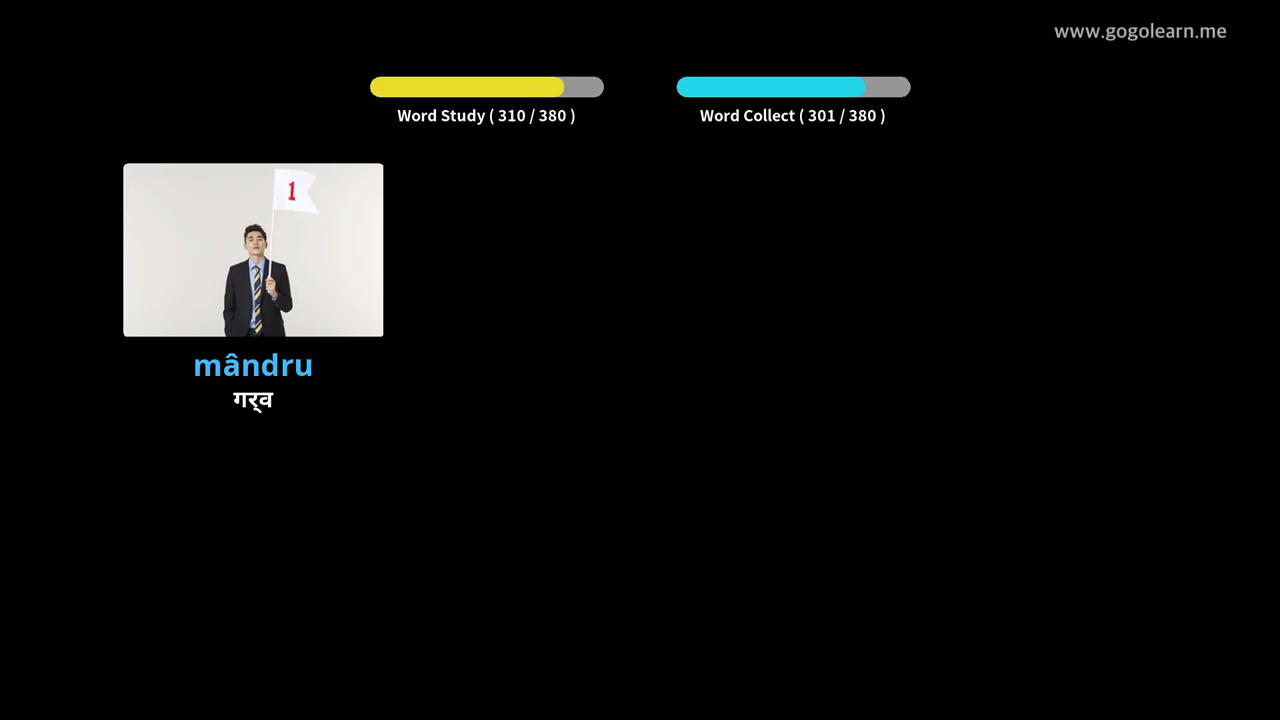 www.gogolearn.me
Word Study ( 310 / 380 )
Word Collect ( 301 / 380 )
1
mândru
गर्व